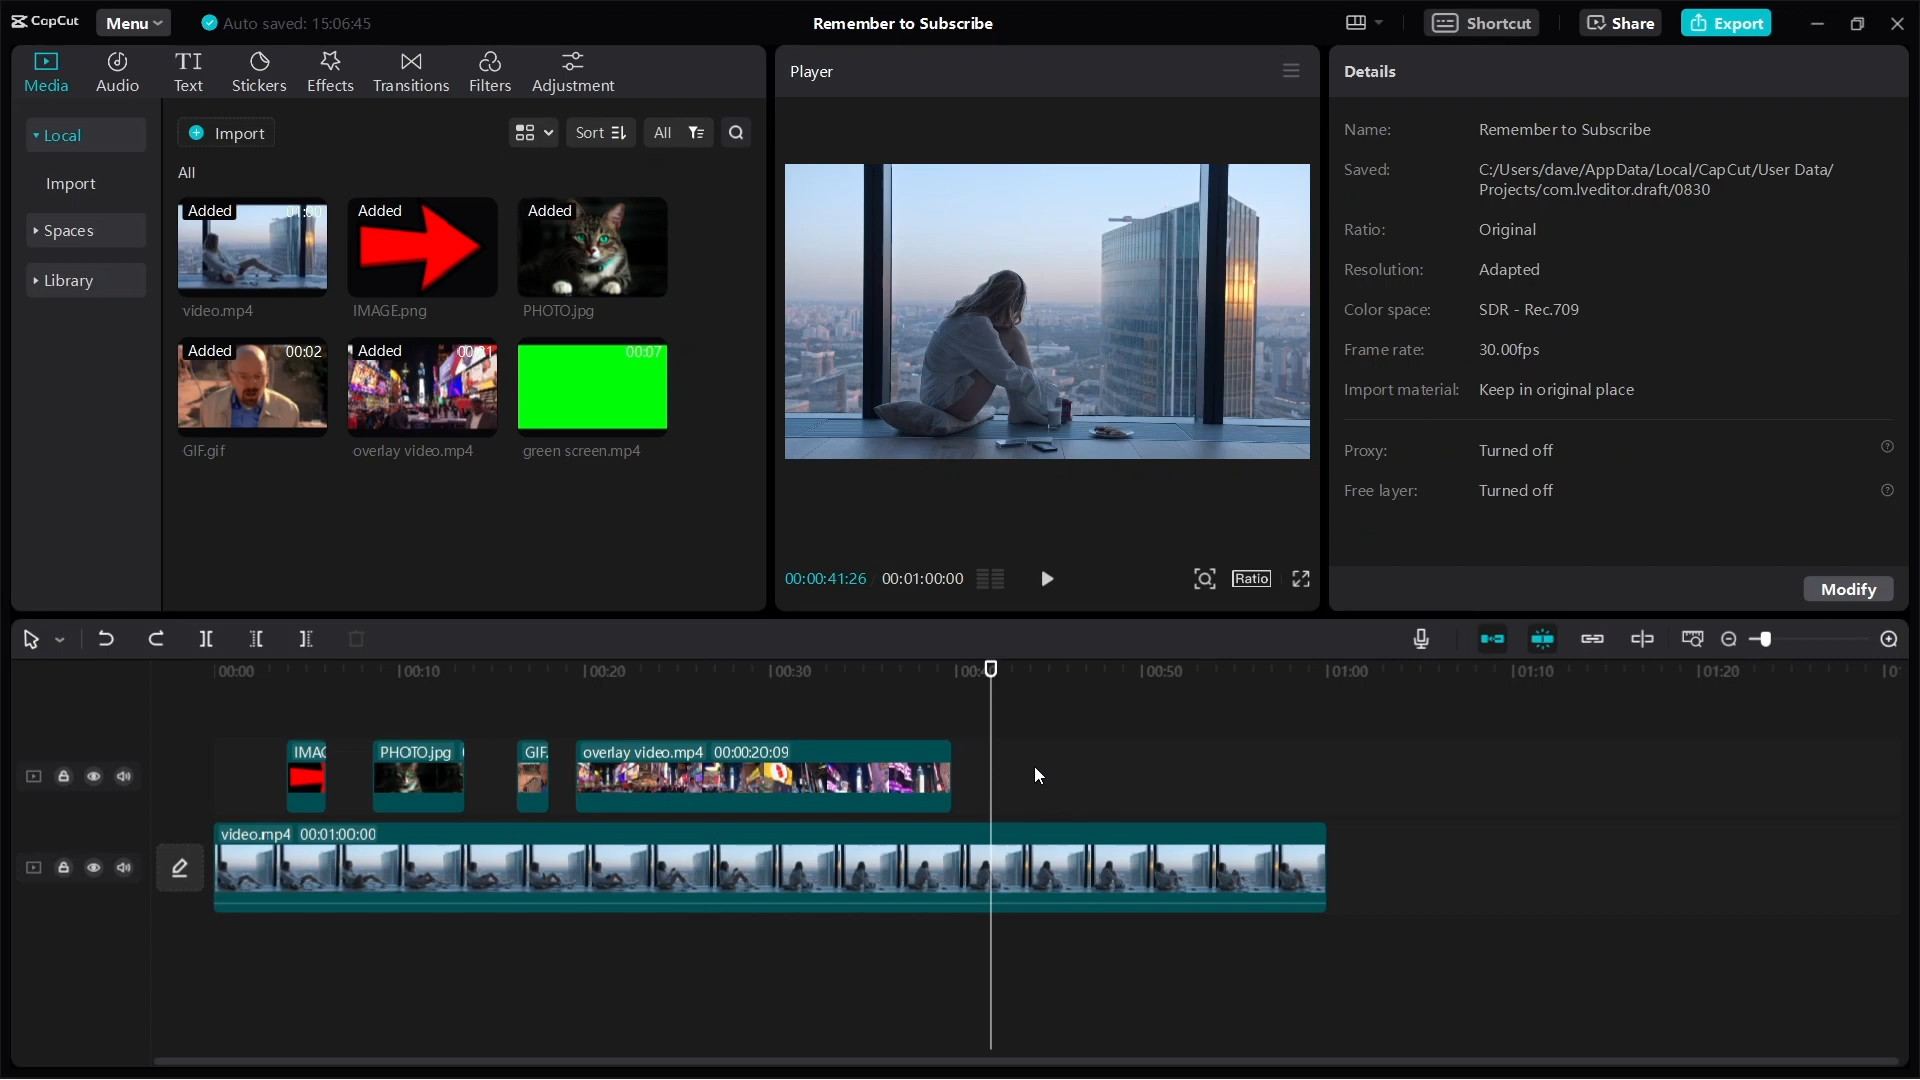 CapCut
Menu
Auto saved: 15:06:45
Remember to Subscribe
Shortcut
Share
Export
Media
Audio
Text
Stickers
Effects
Transitions
Filters
Adjustment
Local
Import
Spaces
Library
Import
Sort
All
All
Added
01:00
video.mp4
Added
IMAGE.png
Added
PHOTO.jpg
Added
00:02
GIF.gif
Added
overlay video.mp4
00:07
green screen.mp4
Player
00:00:41:26
00:01:00:00
Ratio
Details
Name:
Remember to Subscribe
Saved:
C:/Users/dave/AppData/Local/CapCut/User Data/
Projects/com.lveditor.draft/0830
Ratio:
Original
Resolution:
Adapted
Color space:
SDR - Rec.709
Frame rate:
30.00fps
Import material:
Keep in original place
Proxy:
Turned off
Free layer:
Turned off
Modify
00:00
00:10
00:20
00:30
00:50
01:00
01:10
01:20
IMAG
PHOTO.jpg
GIF.
overlay video.mp4 00:00:20:09
video.mp4 00:01:00:00